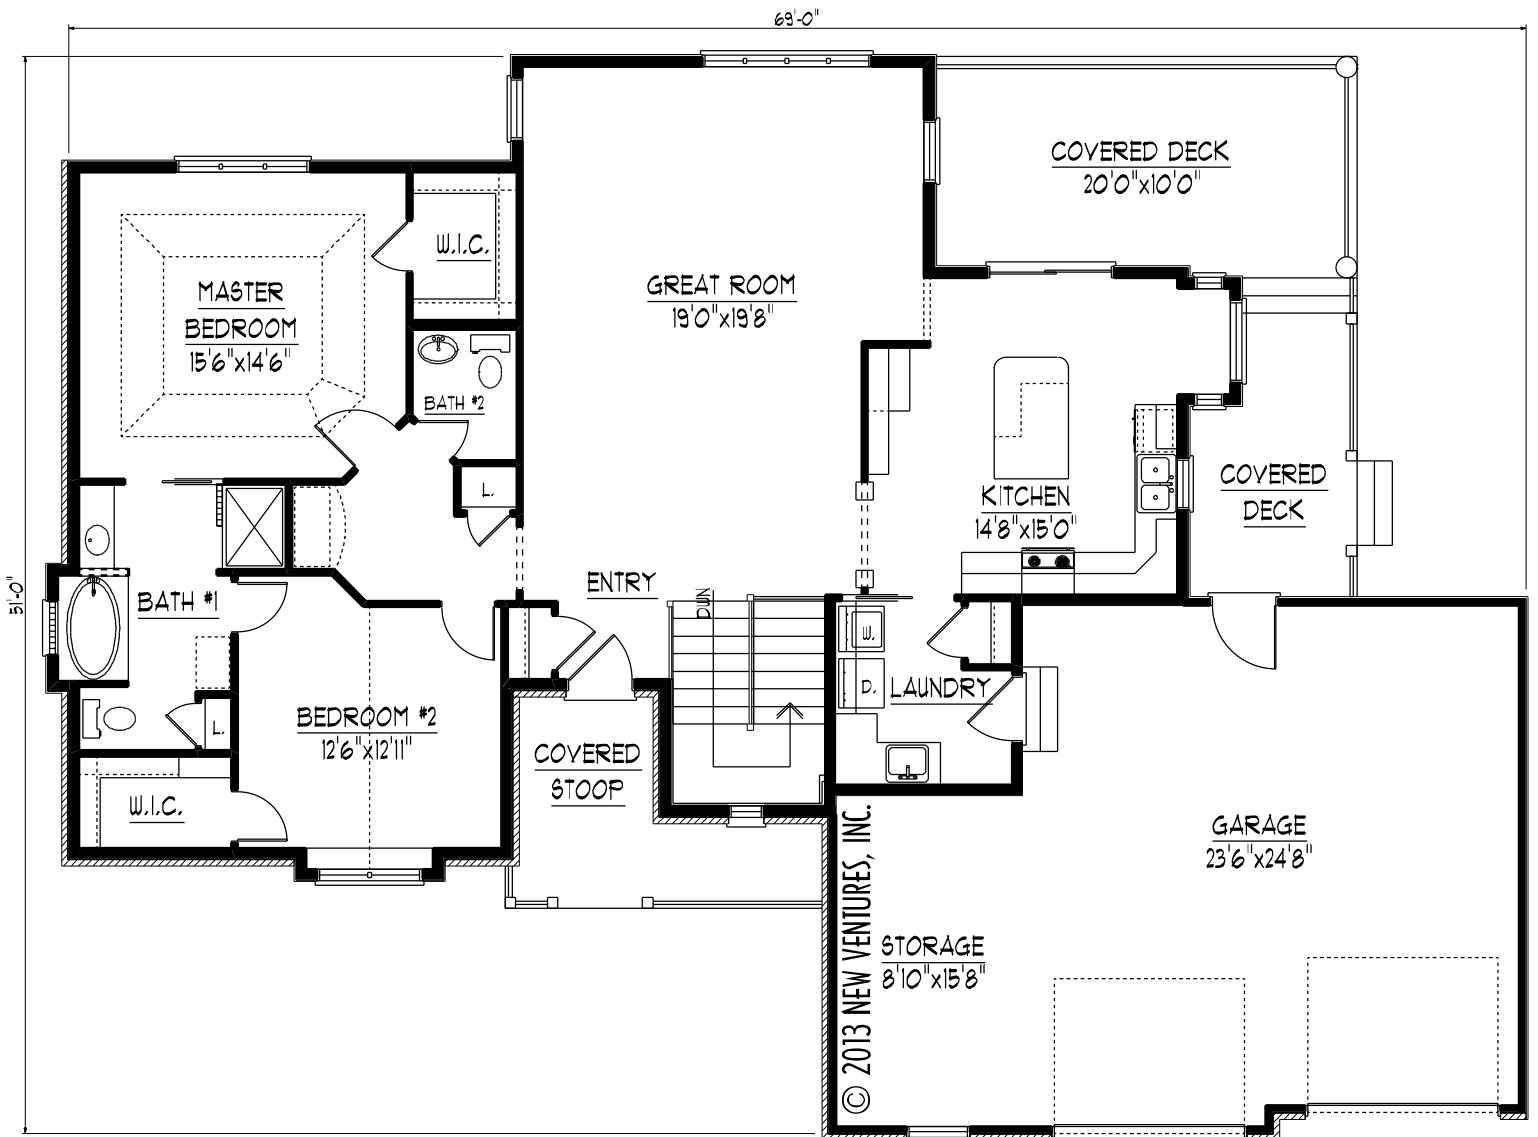 69'-0"
51'-0"
COVERED DECK
20'0"x10'0"
W.I.C.
MASTER
BEDROOM
15'6"x14'6"
GREAT ROOM
19'0"x19'8"
BATH #2
L.
KITCHEN
14'8"x15'0"
COVERED
DECK
ENTRY
DWN
BATH #1
W.
D.
LAUNDRY
L.
BEDROOM #2
12'6"x12'11"
COVERED
STOOP
W.I.C.
GARAGE
23'6"x24'8"
STORAGE
8'10"x15'8"
© 2013 NEW VENTURES, INC.